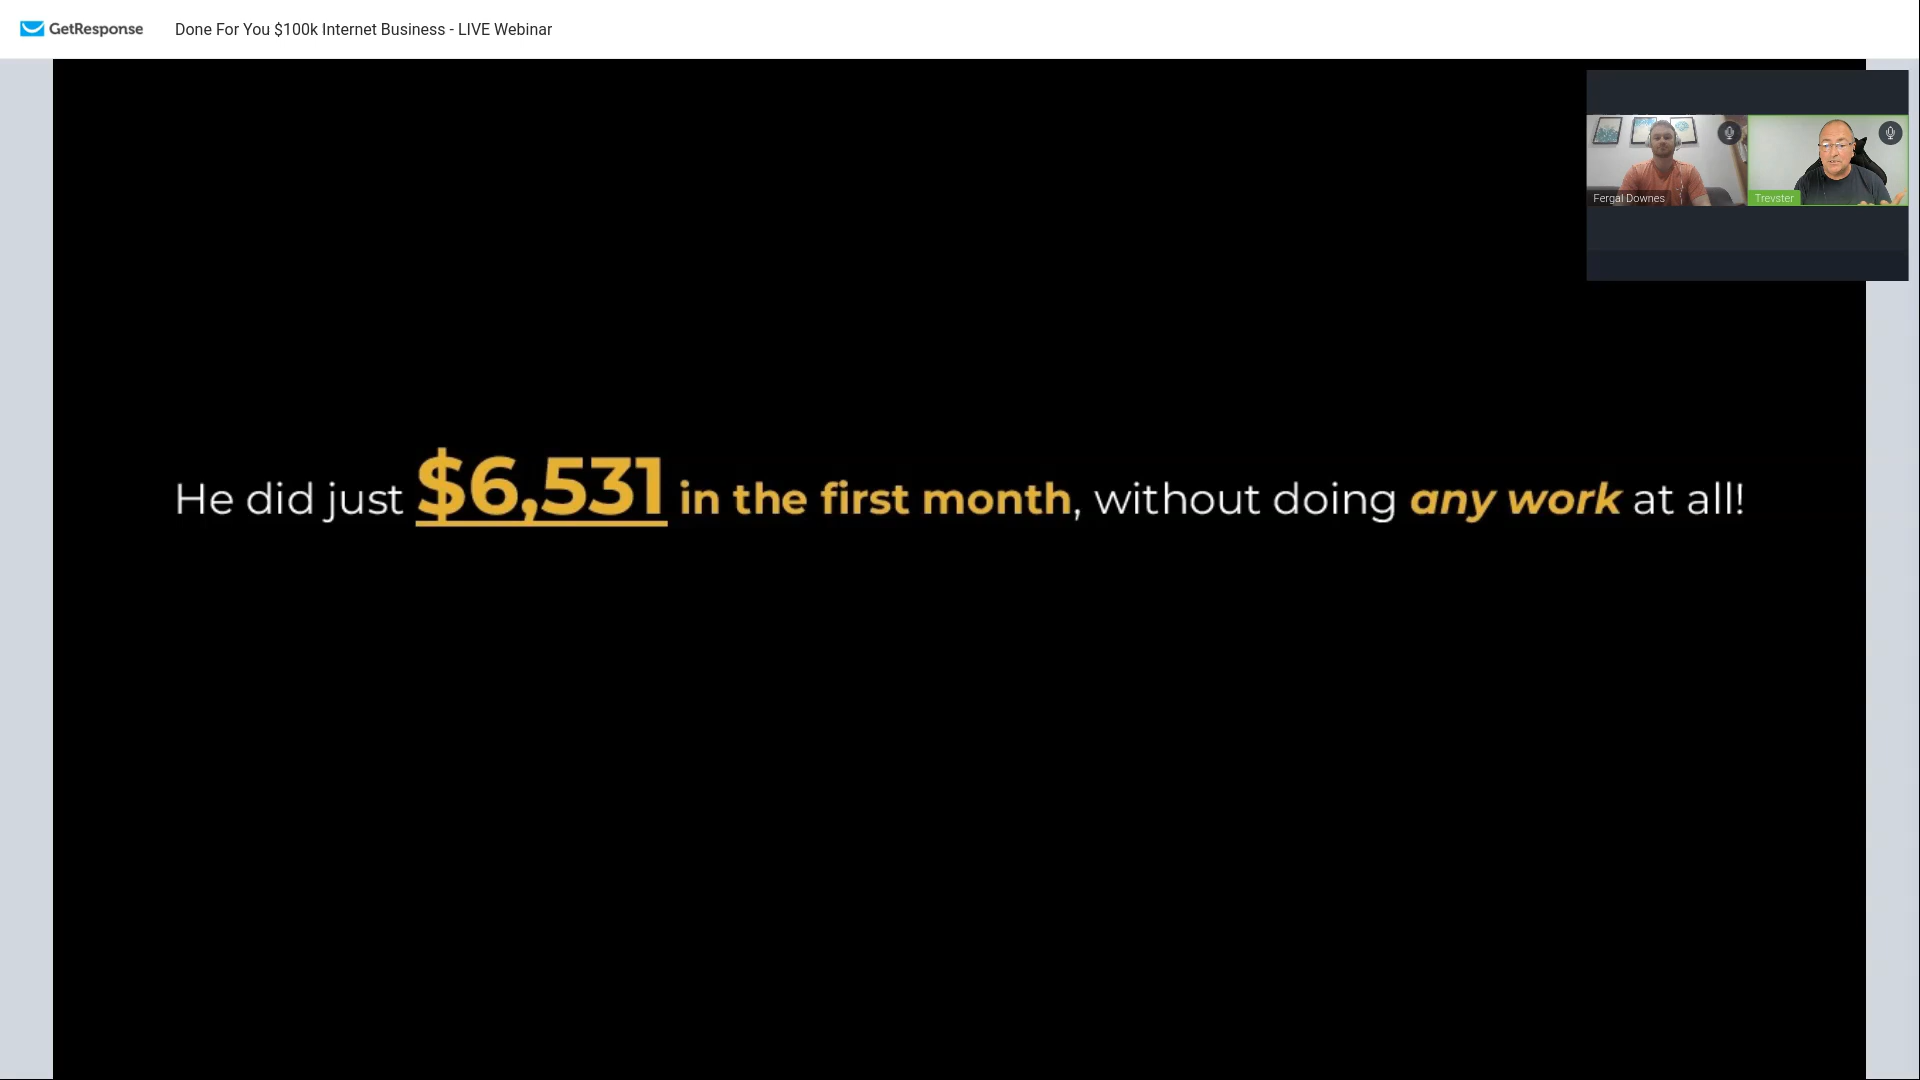 GetResponse
Done For You $100k Internet Business - LIVE Webinar
Fergal Downes
Trevster
He did just $6,531 in the first month, without doing any work at all!